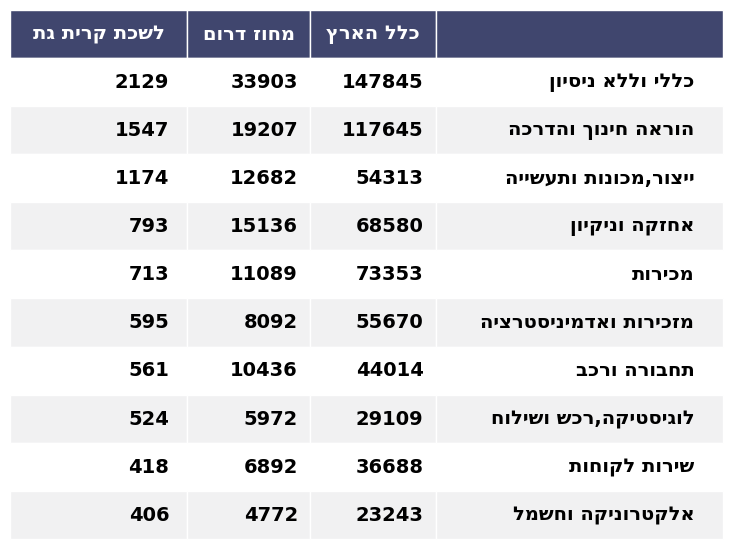 כלל הארץ מחוז דרום לשכת קרית גת
כללי וללא ניסיון 147845 33903 2129
הוראה חינוך והדרכה 117645 19207 1547
ייצור,מכונות ותעשייה 54313 12682 1174
אחזקה וניקיון 68580 15136 793
מכירות 73353 11089 713
מזכירות ואדמיניסטרציה 55670 8092 595
תחבורה ורכב 44014 10436 561
לוגיסטיקה,רכש ושילוח 29109 5972 524
שירות לקוחות 36688 6892 418
אלקטרוניקה וחשמל 23243 4772 406